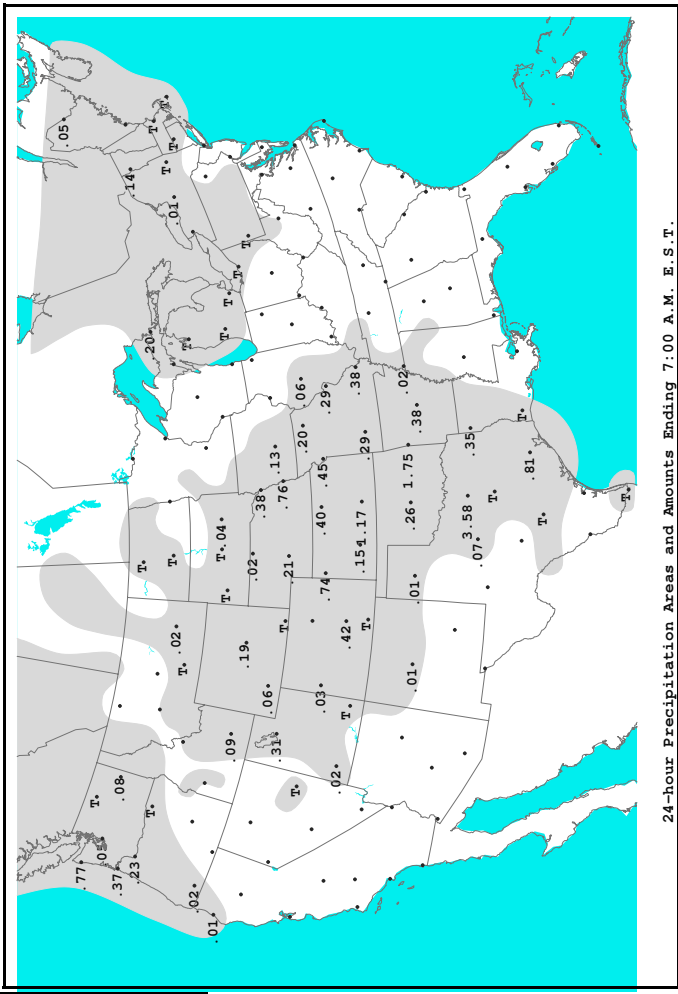 .05
.77
T
.05
.37
.08
.14
.23
T
.20
T
T
T
T
T
T
.01
.02
T
T
.02
.01
T .04
T
T
T
.09
T
.19
T
.02
.38
.06
.13
.31
.76
T
.21
T
.06
.20
.03
.40
.45
.74
.29
.02
.42
T
.38
.15 1.17
.29
T
.02
.26 1.75
.01
.01
.38
3.58
.35
.07
T
T
.81
T
T
24-hour Precipitation Areas and Amounts Ending 7:00 A.M. E.S.T.